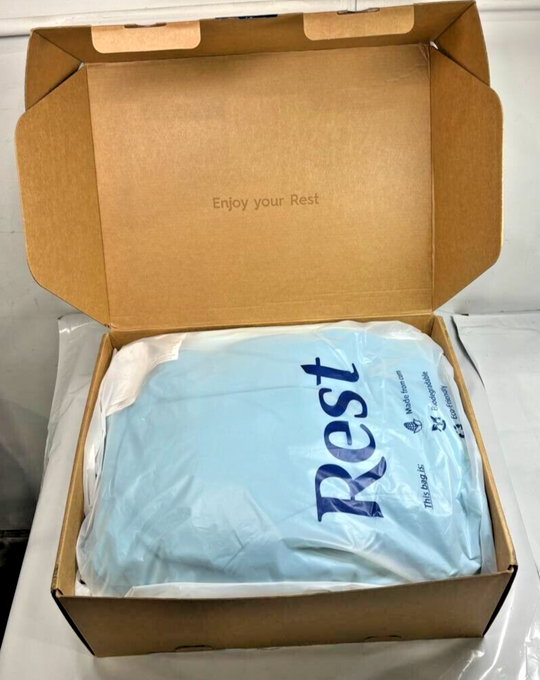 Enjoy your Rest
Rest
This bag is:
Made from corn
Biodegradable
Eco-Friendly